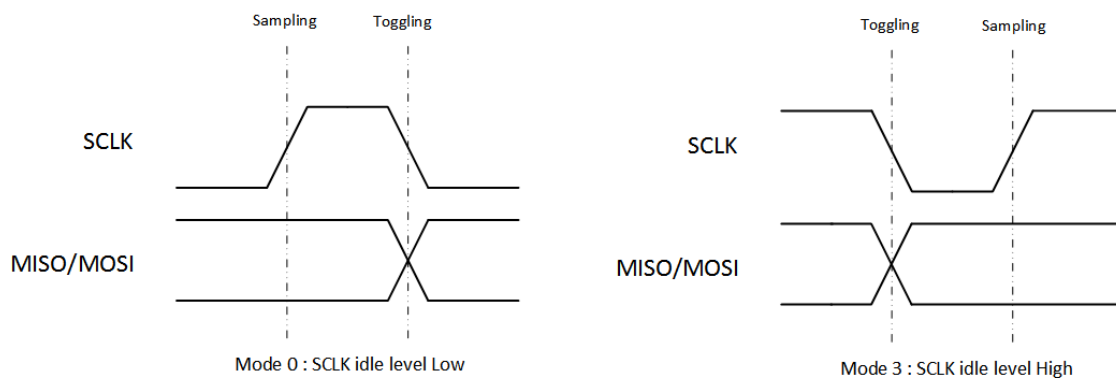 Sampling
Toggling
SCLK
MISO/MOSI
Mode 0 : SCLK idle level Low
Toggling
Sampling
SCLK
MISO/MOSI
Mode 3 : SCLK idle level High